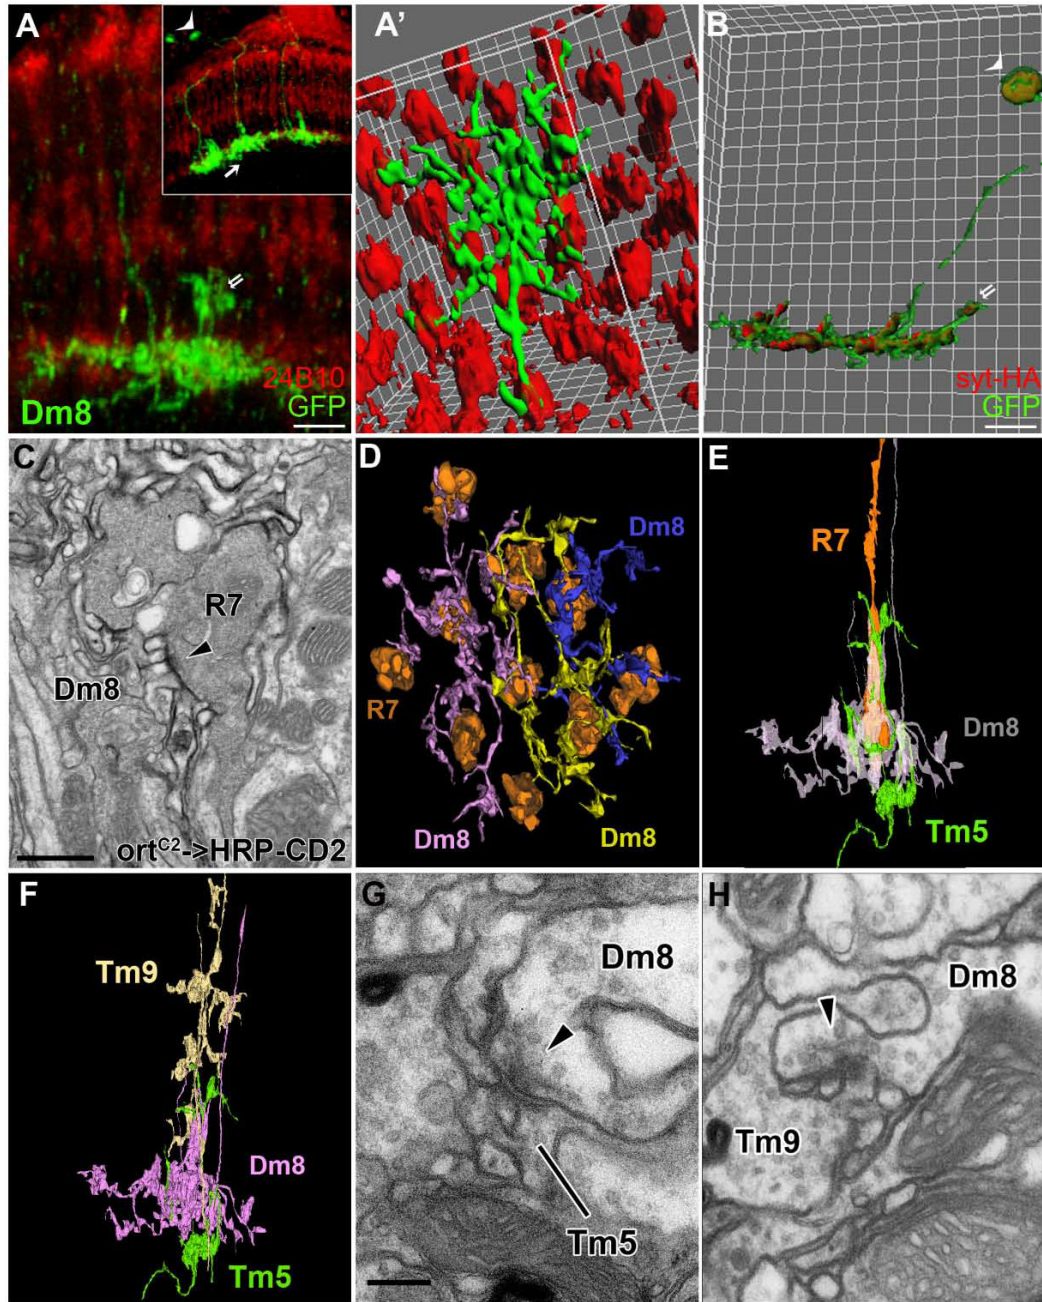 A
24B10
GFP
Dm8
A'
B
syt-HA
GFP
C
R7
Dm8
ort^C2->HRP-CD2
D
Dm8
R7
Dm8
Dm8
E
R7
Dm8
Tm5
F
Tm9
Dm8
Tm5
G
Dm8
Tm5
H
Dm8
Tm9